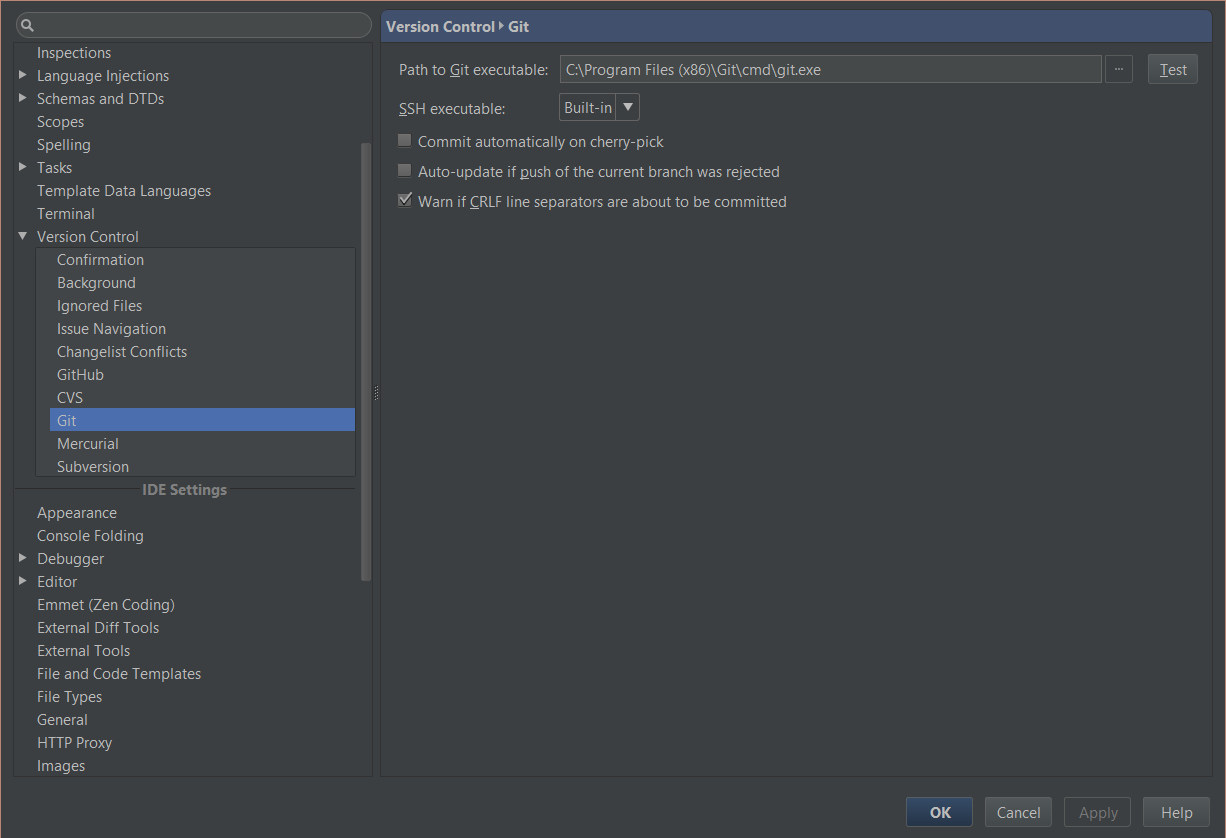 Inspections
Language Injections
Schemas and DTDs
Scopes
Spelling
Tasks
Template Data Languages
Terminal
Version Control
Confirmation
Background
Ignored Files
Issue Navigation
Changelist Conflicts
GitHub
CVS
Git
Mercurial
Subversion
IDE Settings
Appearance
Console Folding
Debugger
Editor
Emmet (Zen Coding)
External Diff Tools
External Tools
File and Code Templates
File Types
General
HTTP Proxy
Images
Version Control Git
Path to Git executable: C:\Program Files (x86)\Git\cmd\git.exe ... Test
SSH executable: Built-in
Commit automatically on cherry-pick
Auto-update if push of the current branch was rejected
Warn if CRLF line separators are about to be committed
OK Cancel Apply Help